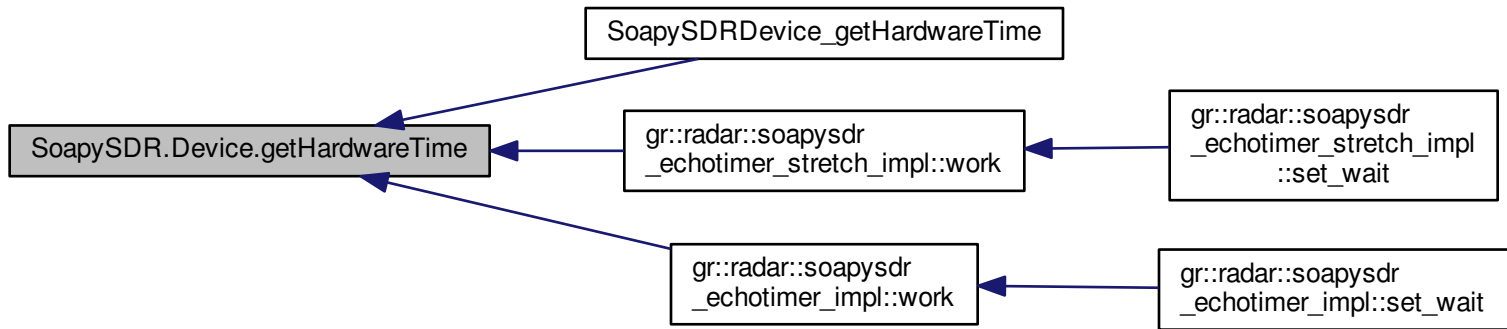 SoapySDRDevice_getHardwareTime
SoapySDR.Device.getHardwareTime
gr::radar::soapysdr
_echotimer_stretch_impl::work
gr::radar::soapysdr
_echotimer_stretch_impl
::set_wait
gr::radar::soapysdr
_echotimer_impl::work
gr::radar::soapysdr
_echotimer_impl::set_wait